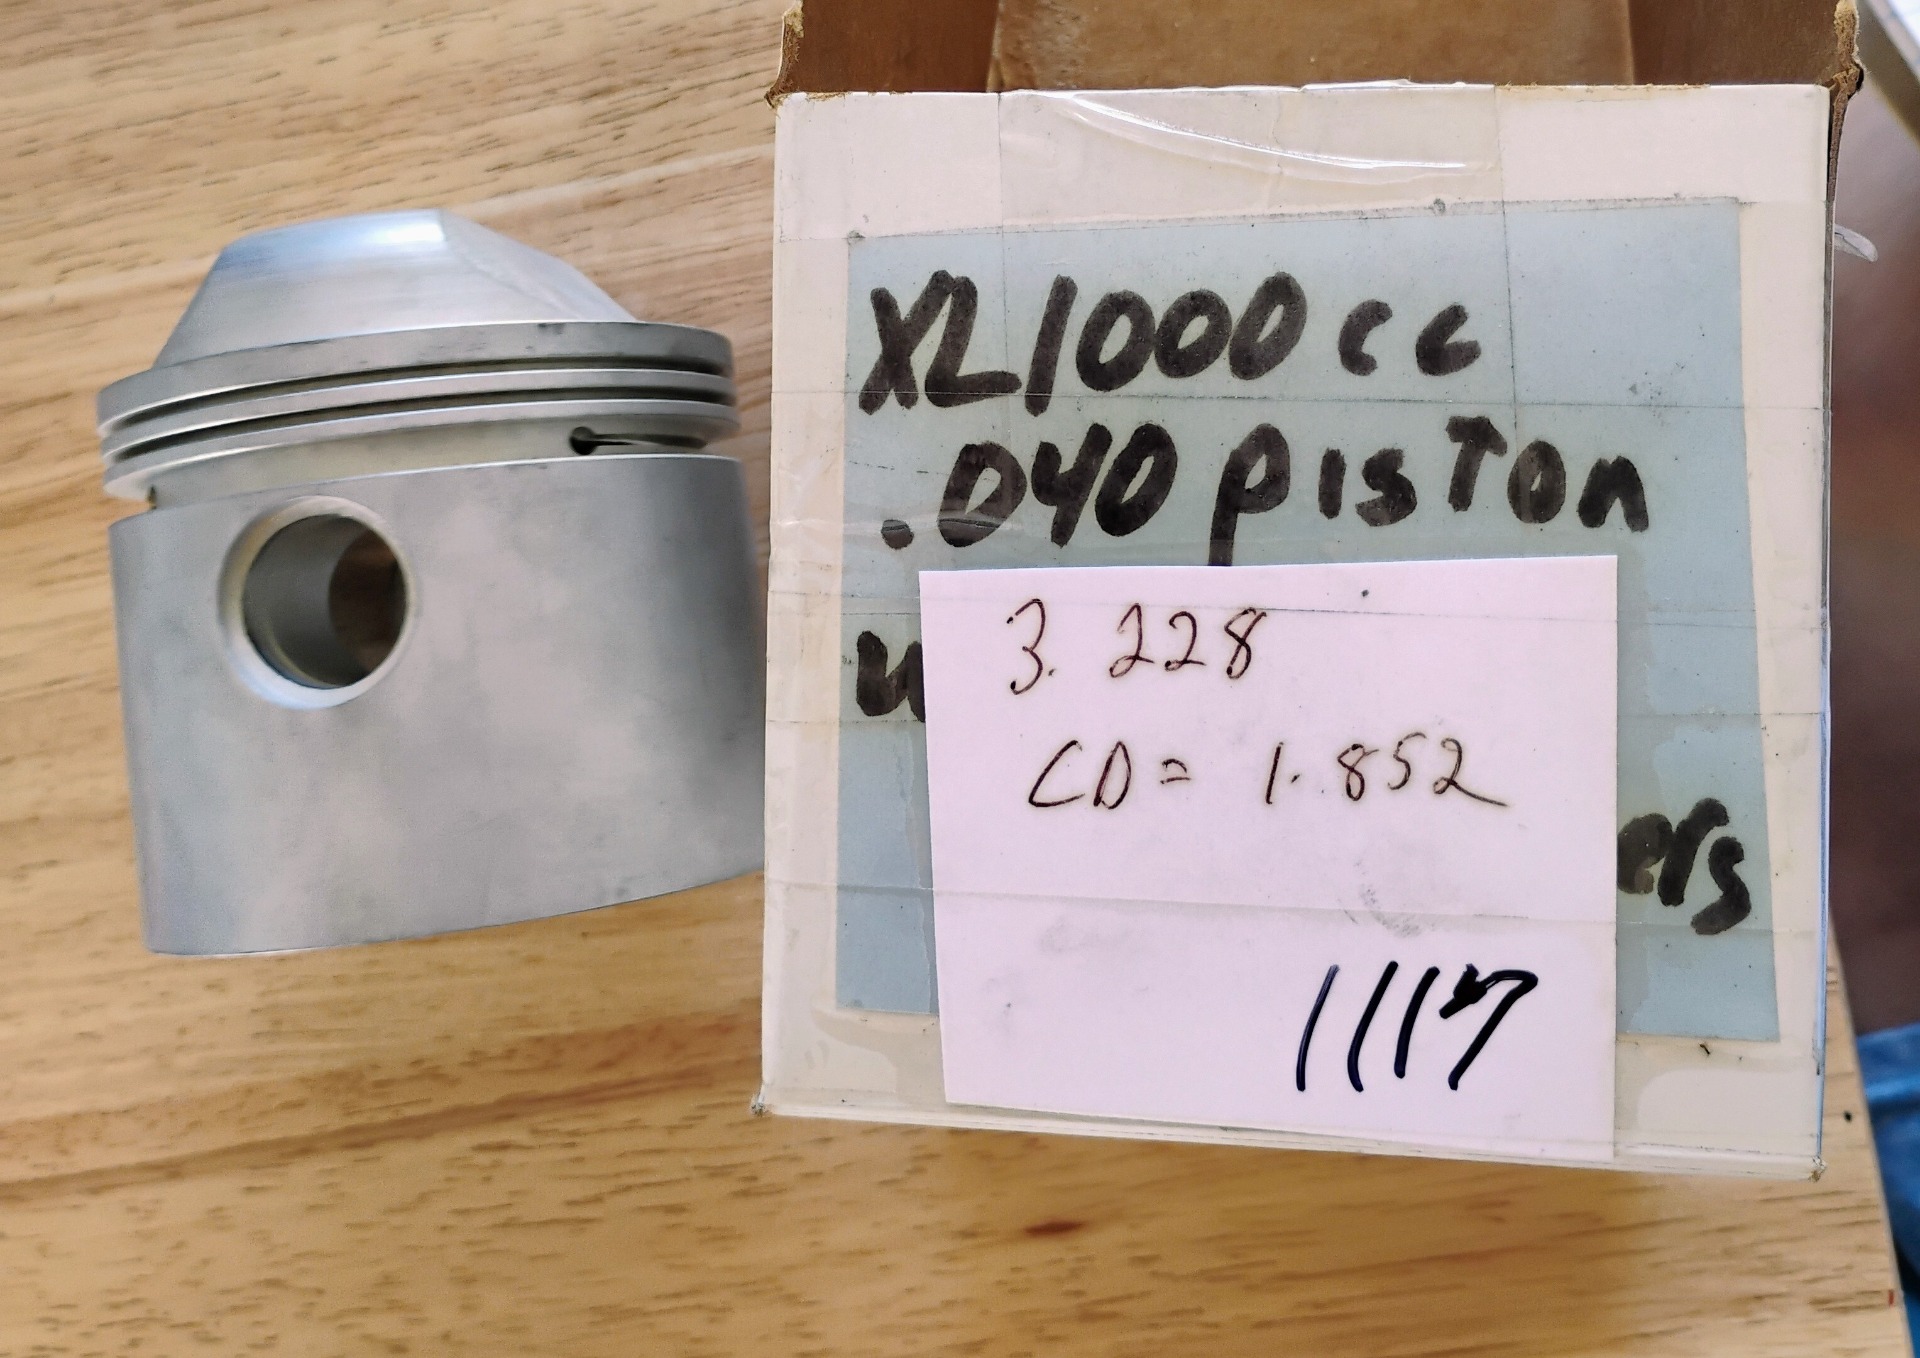 XL1000cc
.040 piston
3.228
CD = 1.852
1117